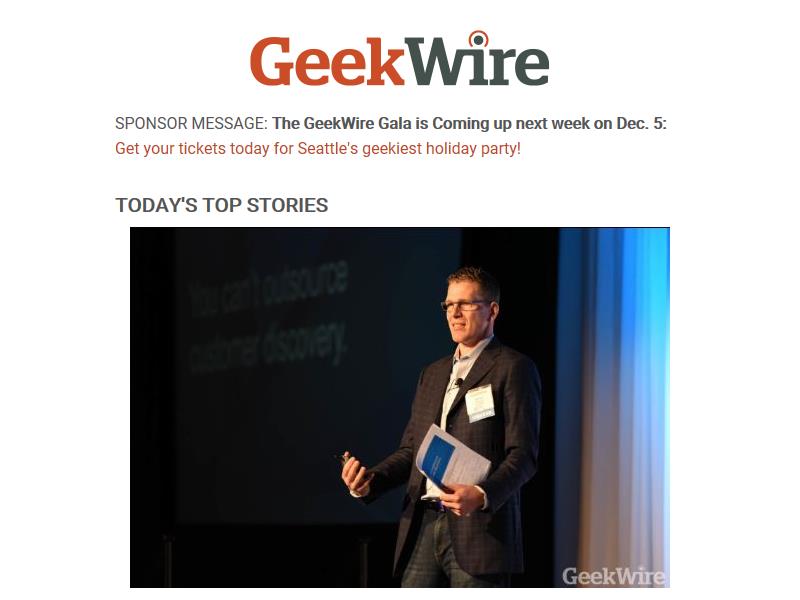 GeekWire
SPONSOR MESSAGE: The GeekWire Gala is Coming up next week on Dec. 5:
Get your tickets today for Seattle's geekiest holiday party!
TODAY'S TOP STORIES
You can't outsource
customer discovery.
GeekWire